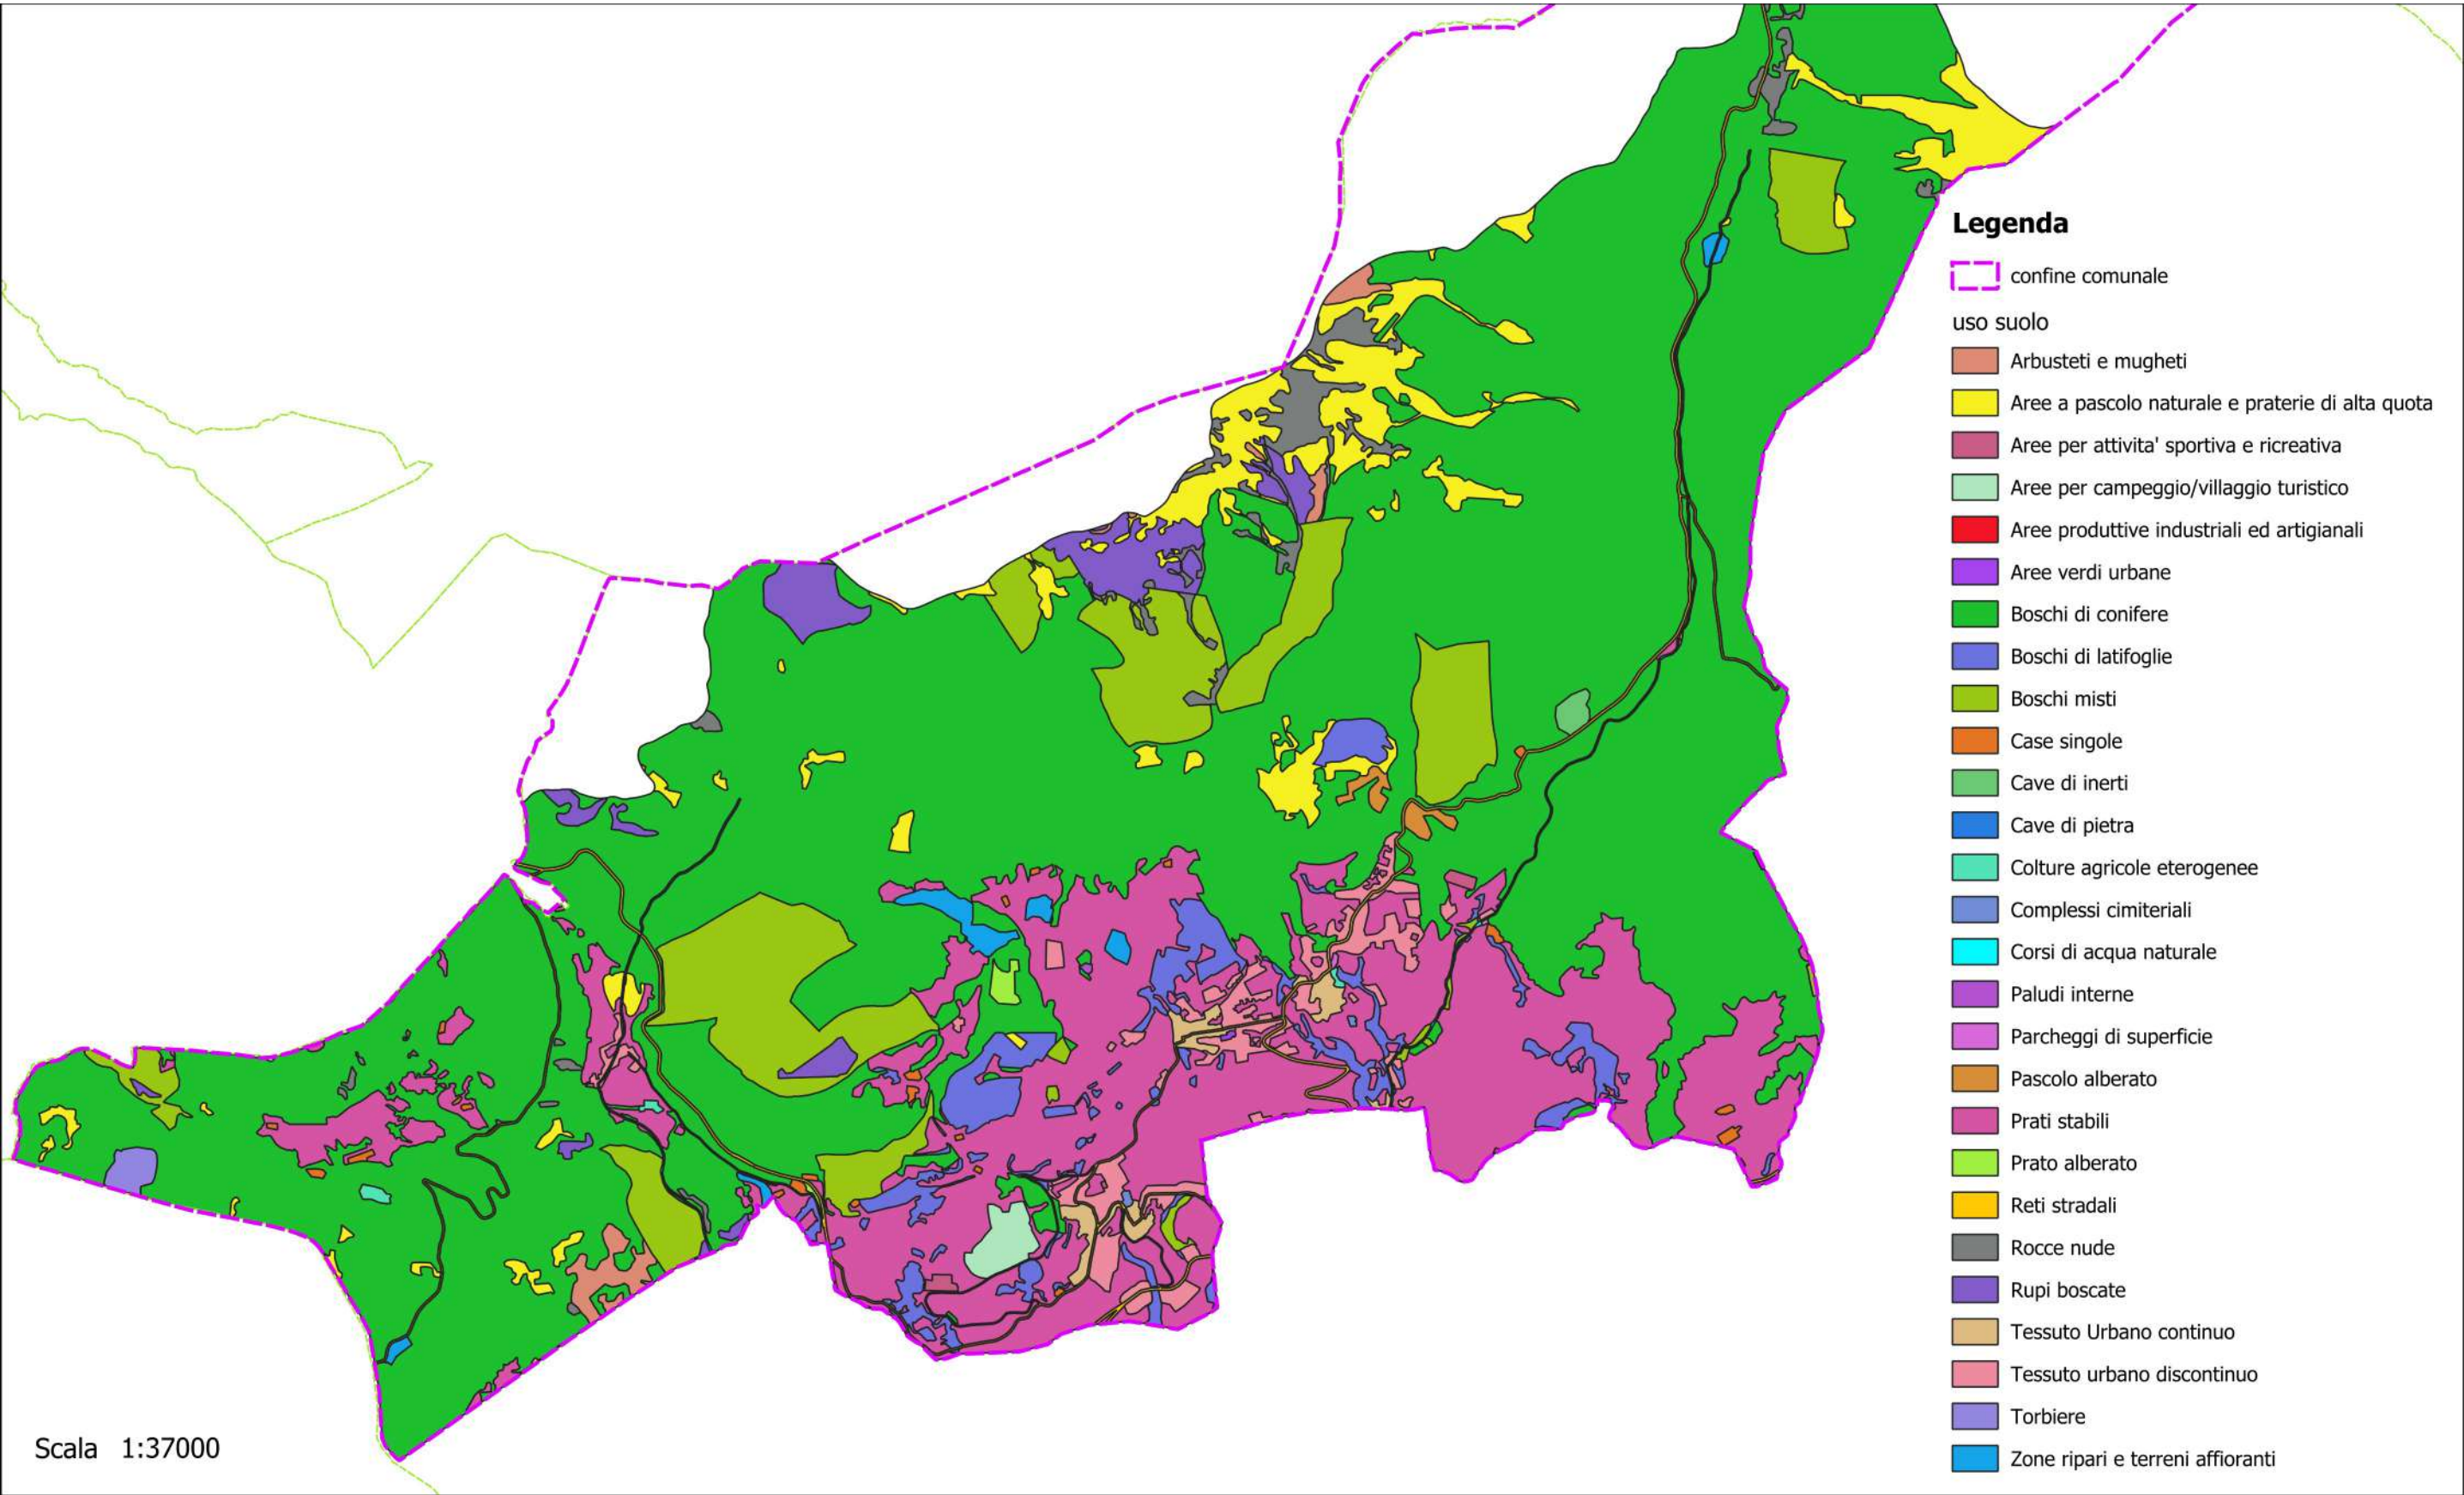 Legenda
confine comunale
uso suolo
Arbusteti e mugheti
Aree a pascolo naturale e praterie di alta quota
Aree per attivita' sportiva e ricreativa
Aree per campeggio/villaggio turistico
Aree produttive industriali ed artigianali
Aree verdi urbane
Boschi di conifere
Boschi di latifoglie
Boschi misti
Case singole
Cave di inerti
Cave di pietra
Colture agricole eterogenee
Complessi cimiteriali
Corsi di acqua naturale
Paludi interne
Parcheggi di superficie
Pascolo alberato
Prati stabili
Prato alberato
Reti stradali
Rocce nude
Rupi boscate
Tessuto Urbano continuo
Tessuto urbano discontinuo
Torbiere
Zone ripari e terreni affioranti
Scala 1:37000